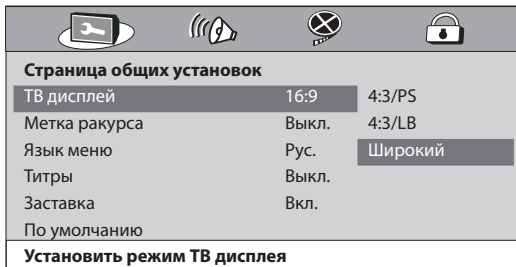 Страница общих установок
ТВ дисплей 16:9 4:3/PS
Метка ракурса Выкл. 4:3/LB
Язык меню Рус. Широкий
Титры Выкл.
Заставка Вкл.
По умолчанию
Установить режим ТВ дисплея